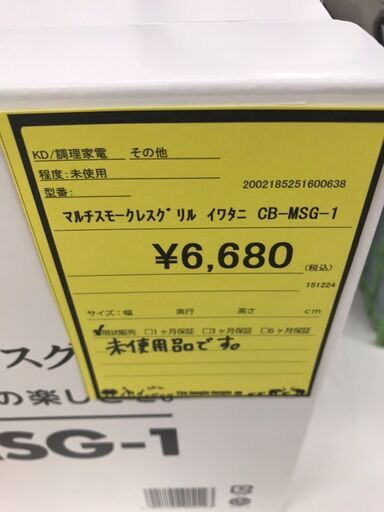 KD/調理家電 その他
程度:未使用
型番:
2002185251600638
ﾏﾙﾁｽﾓｰｸﾚｽｸﾞﾘﾙ ｲﾜﾀﾆ CB-MSG-1
¥6,680 (税込)
151224
サイズ:幅 奥行 高さ cm
☑現状販売 □1ヶ月保証 □3ヶ月保証 □6ヶ月保証
未使用品です。
スグ
の楽し
SG-1